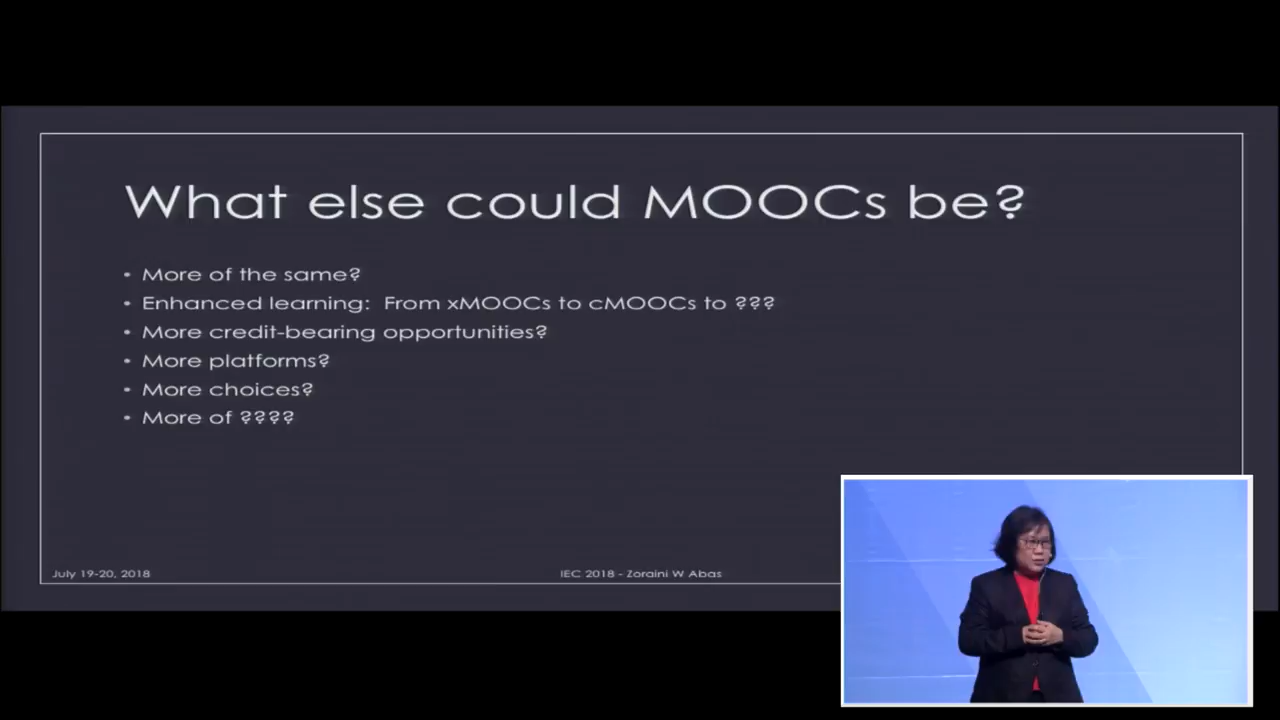 What else could MOOCs be?
• More of the same?
• Enhanced learning:  From xMOOCs to cMOOCs to ???
• More credit-bearing opportunities?
• More platforms?
• More choices?
• More of ????
July 19-20, 2018
IEC 2018 - Zoraini W Abas